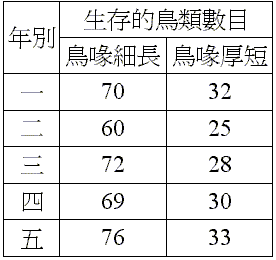 年別 生存的鳥類數目
鳥喙細長 鳥喙厚短
一 70 32
二 60 25
三 72 28
四 69 30
五 76 33